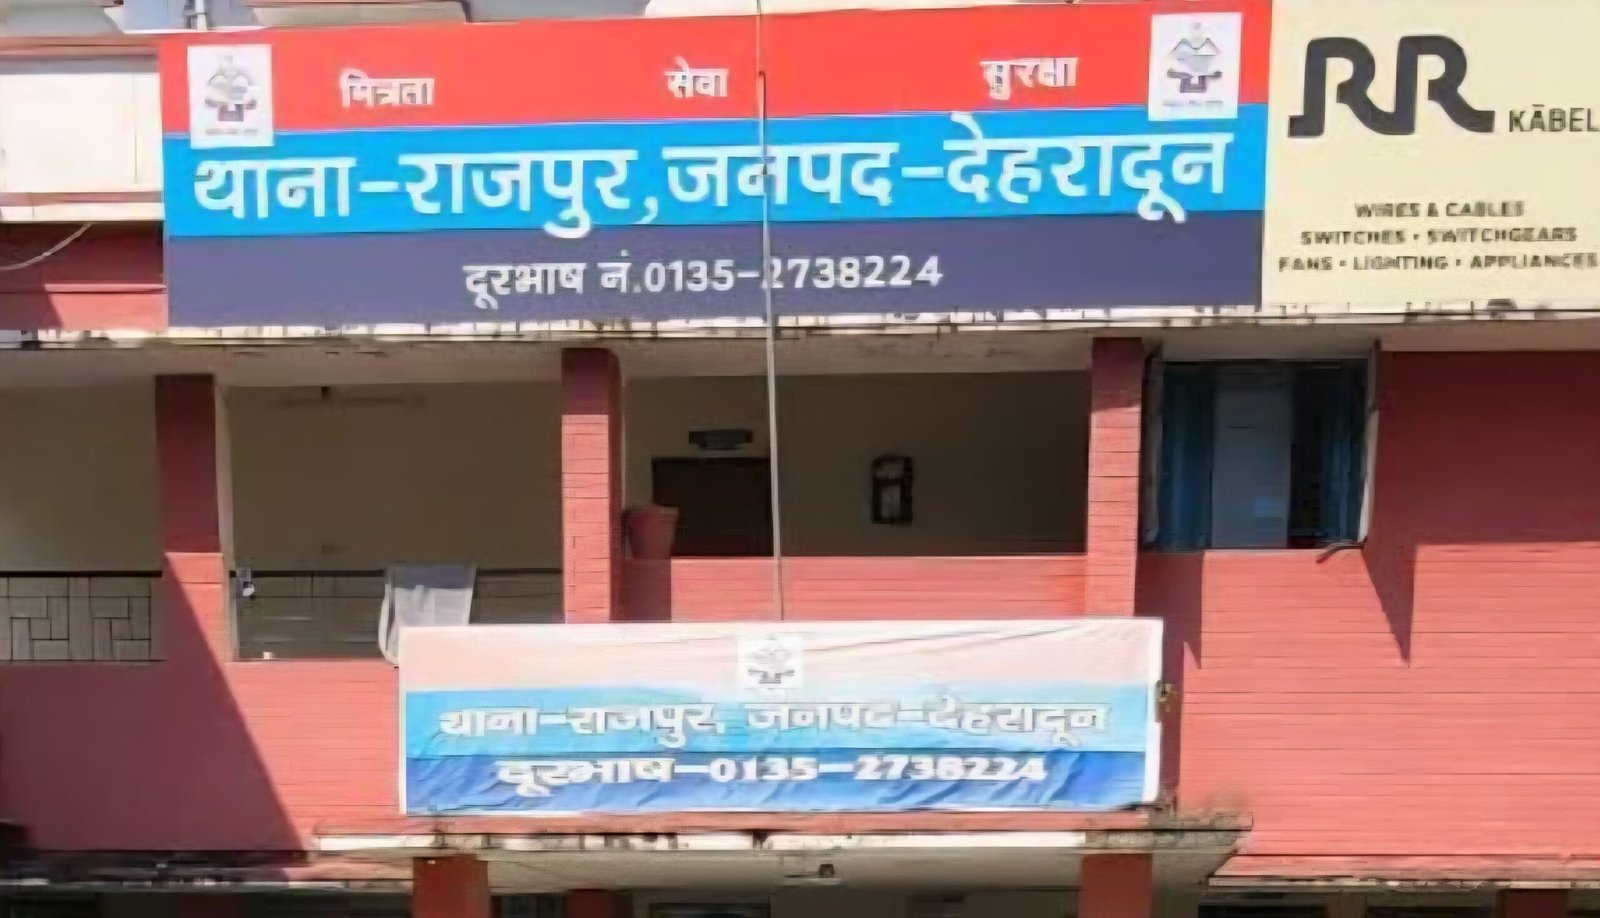 मित्रता सेवा सुरक्षा
थाना-राजपुर, जनपद-देहरादून
दूरभाष नं.0135-2738224
RR KĀBEL
WIRES & CABLES
SWITCHES • SWITCHGEARS
FANS • LIGHTING • APPLIANCES
थाना-राजपुर, जनपद-देहरादून
दूरभाष-0135-2738224